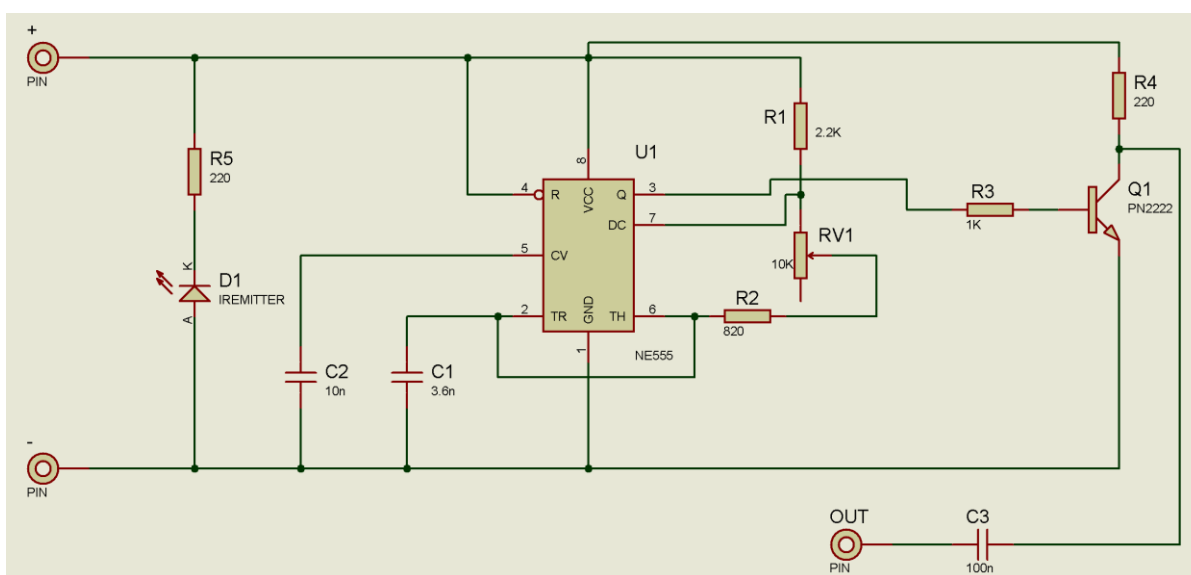 +
PIN
R5
220
K
D1
IREMITTER
A
C2
10n
C1
3.6n
U1
8
VCC
4
R
Q
3
DC
7
5
CV
2
TR
GND
TH
6
1
NE555
R1
2.2K
RV1
10K
R2
820
R3
1K
R4
220
Q1
PN2222
-
PIN
OUT
PIN
C3
100n